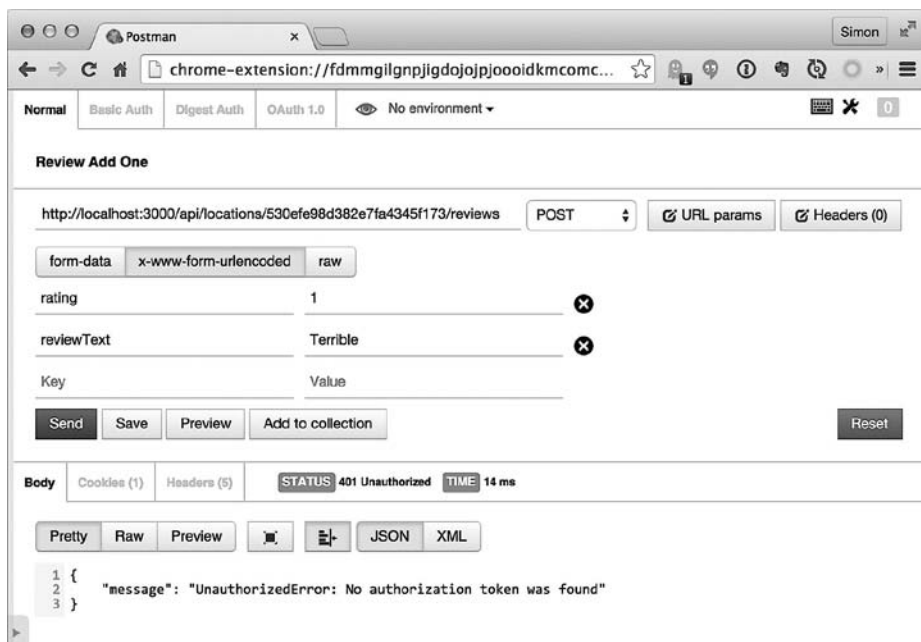 Postman
Simon
chrome-extension://fdmmgilgnpjigdojojpjoooidkmcomc...
1
Normal Basic Auth Digest Auth OAuth 1.0 No environment
0
Review Add One
http://localhost:3000/api/locations/530efe98d382e7fa4345f173/reviews POST URL params Headers (0)
form-data x-www-form-urlencoded raw
rating 1
reviewText Terrible
Key Value
Send Save Preview Add to collection Reset
Body Cookies (1) Headers (5) STATUS 401 Unauthorized TIME 14 ms
Pretty Raw Preview JSON XML
1 {
2 "message": "UnauthorizedError: No authorization token was found"
3 }